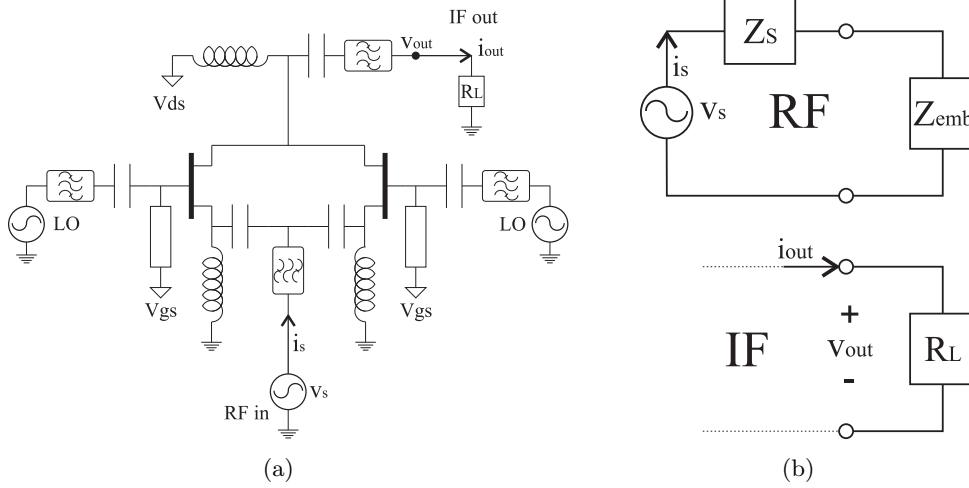 IF out
Vout
iout
RL
Vds
LO
LO
Vgs
Vgs
is
Vs
RF in
(a)
ZS
is
Vs
RF
Zemb
iout
+
Vout
-
IF
RL
(b)